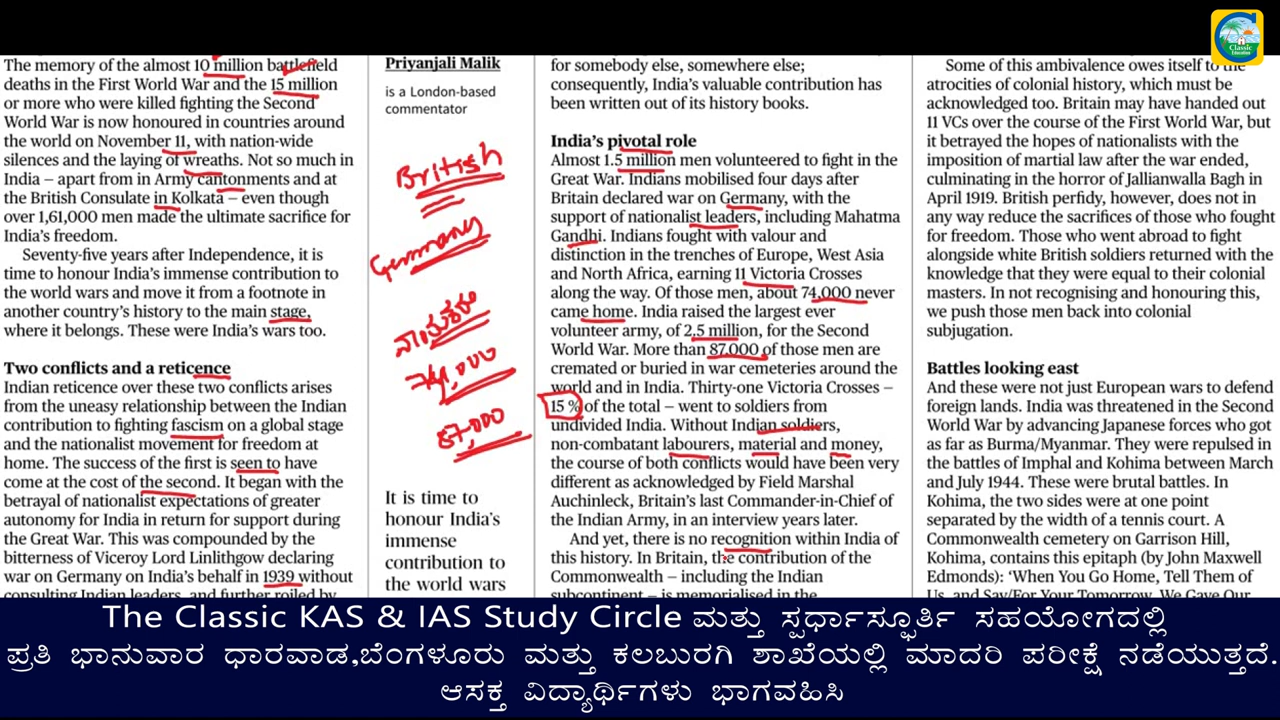 Classic
Education
The memory of the almost 10 million battlefield
deaths in the First World War and the 15 million
or more who were killed fighting the Second
World War is now honoured in countries around
the world on November 11, with nation-wide
silences and the laying of wreaths. Not so much in
India – apart from in Army cantonments and at
the British Consulate in Kolkata – even though
over 1,61,000 men made the ultimate sacrifice for
India's freedom.
Seventy-five years after Independence, it is
time to honour India's immense contribution to
the world wars and move it from a footnote in
another country's history to the main stage,
where it belongs. These were India's wars too.
Two conflicts and a reticence
Indian reticence over these two conflicts arises
from the uneasy relationship between the Indian
contribution to fighting fascism on a global stage
and the nationalist movement for freedom at
home. The success of the first is seen to have
come at the cost of the second. It began with the
betrayal of nationalist expectations of greater
autonomy for India in return for support during
the Great War. This was compounded by the
bitterness of Viceroy Lord Linlithgow declaring
war on Germany on India's behalf in 1939 without
consulting Indian leaders, and further roiled by
Priyanjali Malik
is a London-based
commentator
British
Germany
74,000
87,000
It is time to
honour India's
immense
contribution to
the world wars
for somebody else, somewhere else;
consequently, India's valuable contribution has
been written out of its history books.
India's pivotal role
Almost 1.5 million men volunteered to fight in the
Great War. Indians mobilised four days after
Britain declared war on Germany, with the
support of nationalist leaders, including Mahatma
Gandhi. Indians fought with valour and
distinction in the trenches of Europe, West Asia
and North Africa, earning 11 Victoria Crosses
along the way. Of those men, about 74,000 never
came home. India raised the largest ever
volunteer army, of 2.5 million, for the Second
World War. More than 87,000 of those men are
cremated or buried in war cemeteries around the
world and in India. Thirty-one Victoria Crosses –
15 % of the total – went to soldiers from
undivided India. Without Indian soldiers,
non-combatant labourers, material and money,
the course of both conflicts would have been very
different as acknowledged by Field Marshal
Auchinleck, Britain's last Commander-in-Chief of
the Indian Army, in an interview years later.
And yet, there is no recognition within India of
this history. In Britain, the contribution of the
Commonwealth – including the Indian
subcontinent – is memorialised in the
Some of this ambivalence owes itself to the
atrocities of colonial history, which must be
acknowledged too. Britain may have handed out
11 VCs over the course of the First World War, but
it betrayed the hopes of nationalists with the
imposition of martial law after the war ended,
culminating in the horror of Jallianwalla Bagh in
April 1919. British perfidy, however, does not in
any way reduce the sacrifices of those who fought
for freedom. Those who went abroad to fight
alongside white British soldiers returned with the
knowledge that they were equal to their colonial
masters. In not recognising and honouring this,
we push those men back into colonial
subjugation.
Battles looking east
And these were not just European wars to defend
foreign lands. India was threatened in the Second
World War by advancing Japanese forces who got
as far as Burma/Myanmar. They were repulsed in
the battles of Imphal and Kohima between March
and July 1944. These were brutal battles. In
Kohima, the two sides were at one point
separated by the width of a tennis court. A
Commonwealth cemetery on Garrison Hill,
Kohima, contains this epitaph (by John Maxwell
Edmonds): 'When You Go Home, Tell Them of
Us, and Say/For Your Tomorrow, We Gave Our
The Classic KAS & IAS Study Circle ಮತ್ತು ಸ್ಪರ್ಧಾಸ್ಫೂರ್ತಿ ಸಹಯೋಗದಲ್ಲಿ
ಪ್ರತಿ ಭಾನುವಾರ ಧಾರವಾಡ,ಬೆಂಗಳೂರು ಮತ್ತು ಕಲಬುರಗಿ ಶಾಖೆಯಲ್ಲಿ ಮಾದರಿ ಪರೀಕ್ಷೆ ನಡೆಯುತ್ತದೆ.
ಆಸಕ್ತ ವಿದ್ಯಾರ್ಥಿಗಳು ಭಾಗವಹಿಸಿ